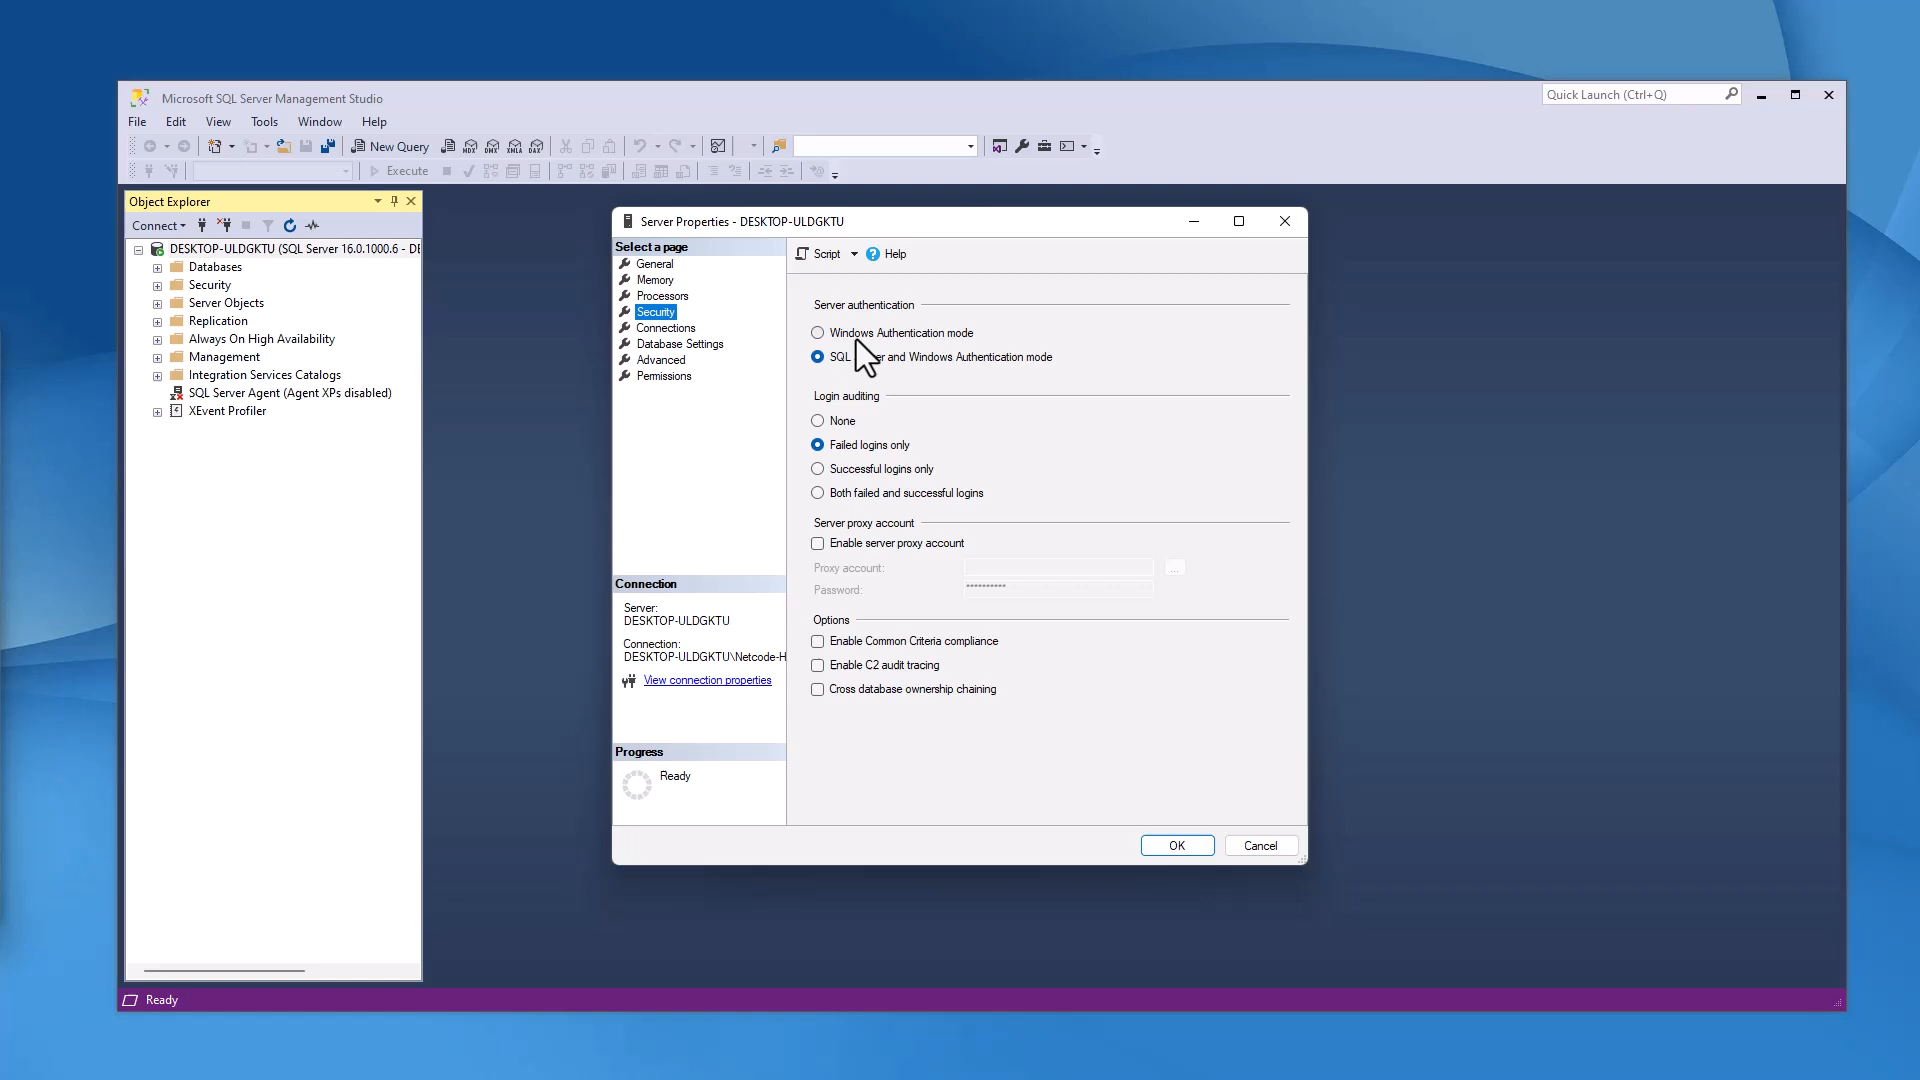 Microsoft SQL Server Management Studio
Quick Launch (Ctrl+Q)
File Edit View Tools Window Help
New Query MDX DMX XMLA DAX
Execute
Object Explorer
Connect
DESKTOP-ULDGKTU (SQL Server 16.0.1000.6 - DE
Databases
Security
Server Objects
Replication
Always On High Availability
Management
Integration Services Catalogs
SQL Server Agent (Agent XPs disabled)
XEvent Profiler
Server Properties - DESKTOP-ULDGKTU
Select a page
General
Memory
Processors
Security
Connections
Database Settings
Advanced
Permissions
Connection
Server:
DESKTOP-ULDGKTU
Connection:
DESKTOP-ULDGKTU\Netcode-H
View connection properties
Progress
Ready
Script Help
Server authentication
Windows Authentication mode
SQL Server and Windows Authentication mode
Login auditing
None
Failed logins only
Successful logins only
Both failed and successful logins
Server proxy account
Enable server proxy account
Proxy account: ...
Password: **********
Options
Enable Common Criteria compliance
Enable C2 audit tracing
Cross database ownership chaining
OK Cancel
Ready